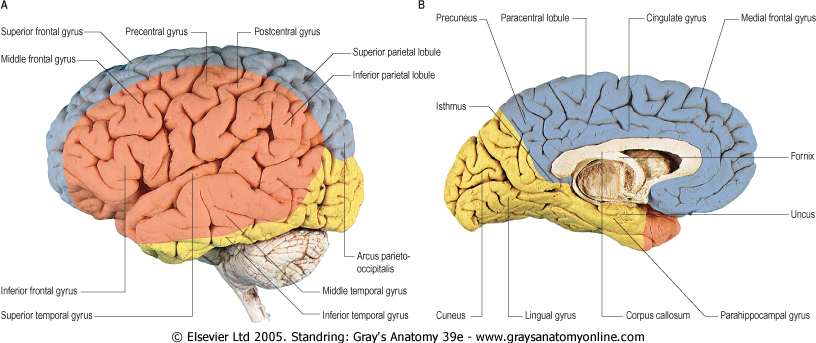 A
Superior frontal gyrus
Precentral gyrus
Postcentral gyrus
Middle frontal gyrus
Superior parietal lobule
Inferior parietal lobule
Arcus parieto-
occipitalis
Inferior frontal gyrus
Middle temporal gyrus
Superior temporal gyrus
Inferior temporal gyrus
B
Precuneus
Paracentral lobule
Cingulate gyrus
Medial frontal gyrus
Isthmus
Fornix
Uncus
Cuneus
Lingual gyrus
Corpus callosum
Parahippocampal gyrus
© Elsevier Ltd 2005. Standring: Gray's Anatomy 39e - www.graysanatomyonline.com